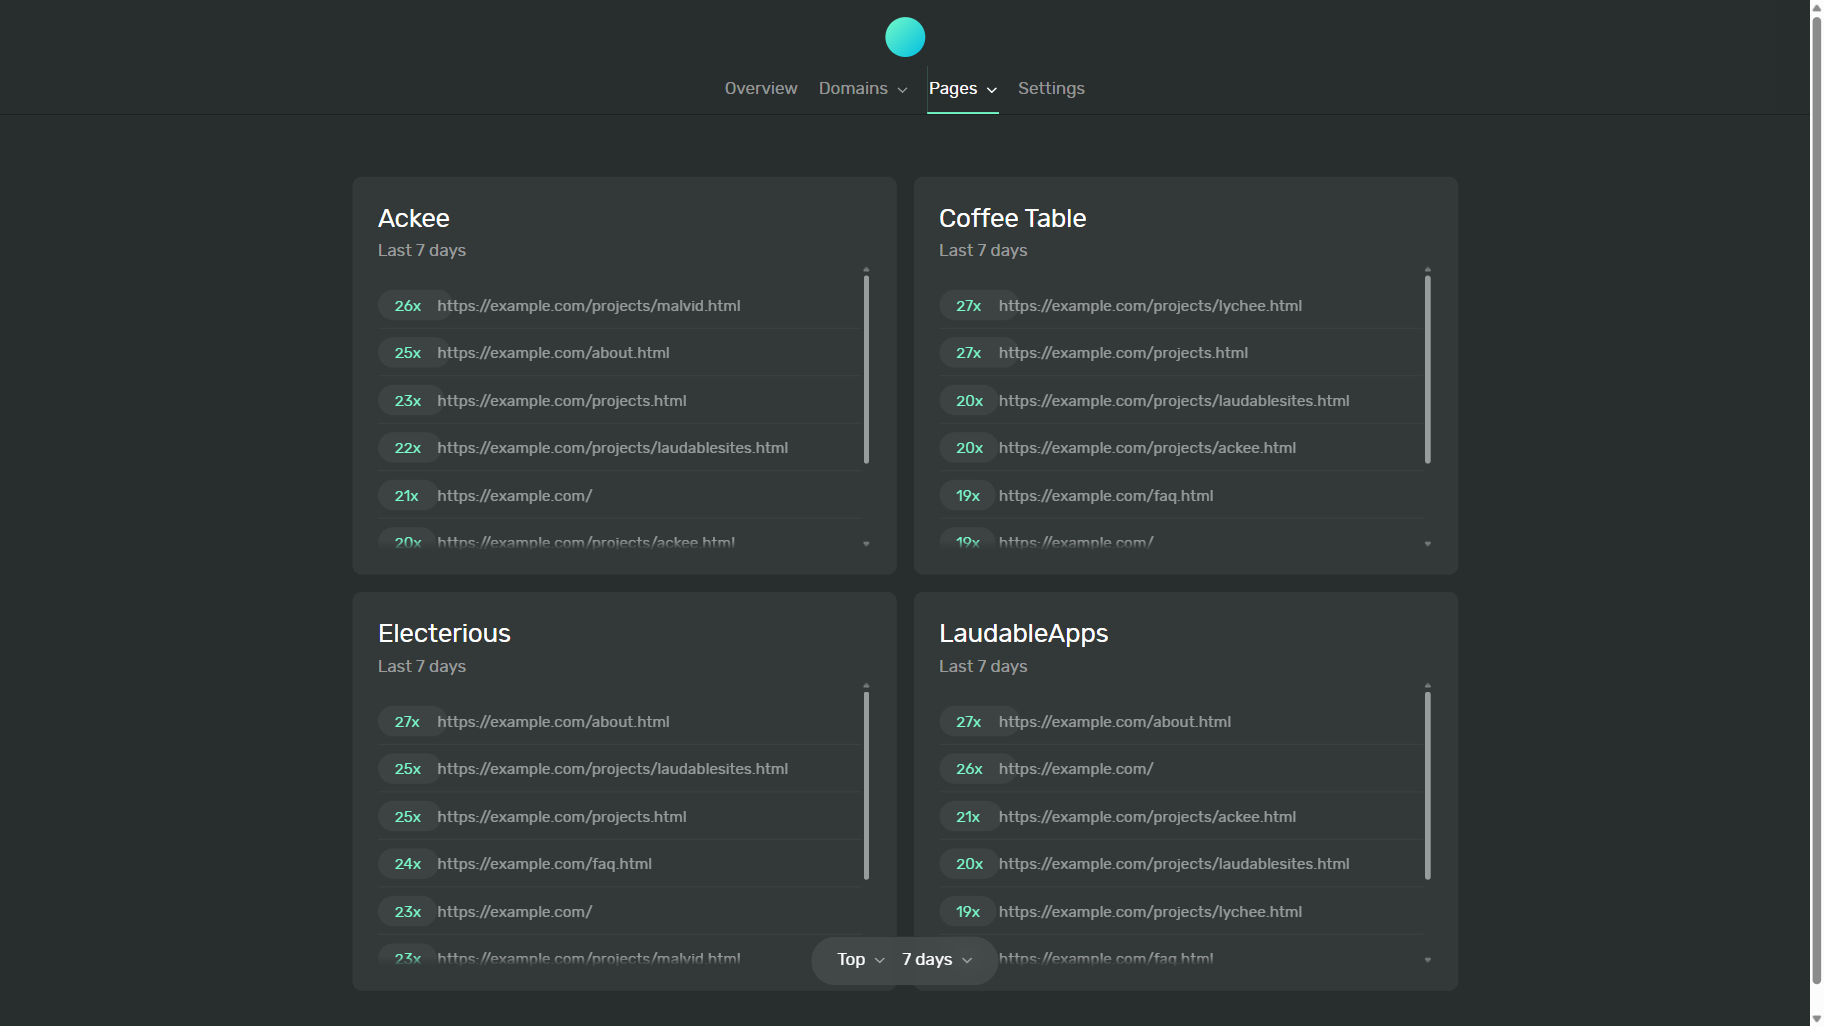 Overview Domains Pages Settings
Ackee
Last 7 days
26x https://example.com/projects/malvid.html
25x https://example.com/about.html
23x https://example.com/projects.html
22x https://example.com/projects/laudablesites.html
21x https://example.com/
20x https://example.com/projects/ackee.html
Coffee Table
Last 7 days
27x https://example.com/projects/lychee.html
27x https://example.com/projects.html
20x https://example.com/projects/laudablesites.html
20x https://example.com/projects/ackee.html
19x https://example.com/faq.html
19x https://example.com/
Electerious
Last 7 days
27x https://example.com/about.html
25x https://example.com/projects/laudablesites.html
25x https://example.com/projects.html
24x https://example.com/faq.html
23x https://example.com/
23x https://example.com/projects/malvid.html
LaudableApps
Last 7 days
27x https://example.com/about.html
26x https://example.com/
21x https://example.com/projects/ackee.html
20x https://example.com/projects/laudablesites.html
19x https://example.com/projects/lychee.html
https://example.com/faq.html
Top 7 days